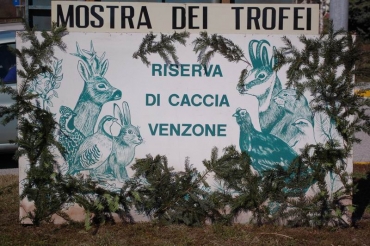 MOSTRA DEI TROFEI
RISERVA
DI CACCIA
VENZONE